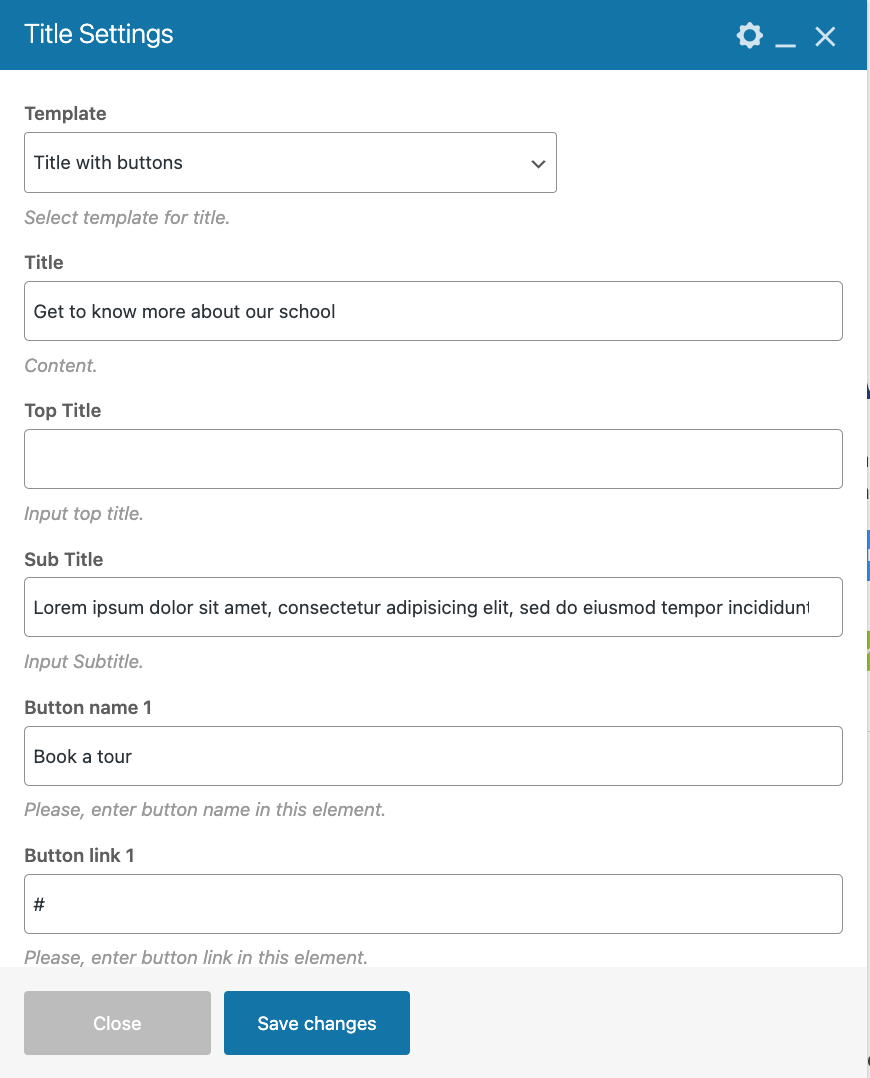 Title Settings
Template
Title with buttons
Select template for title.
Title
Get to know more about our school
Content.
Top Title
Input top title.
Sub Title
Lorem ipsum dolor sit amet, consectetur adipisicing elit, sed do eiusmod tempor incididunt
Input Subtitle.
Button name 1
Book a tour
Please, enter button name in this element.
Button link 1
#
Please, enter button link in this element.
Close Save changes